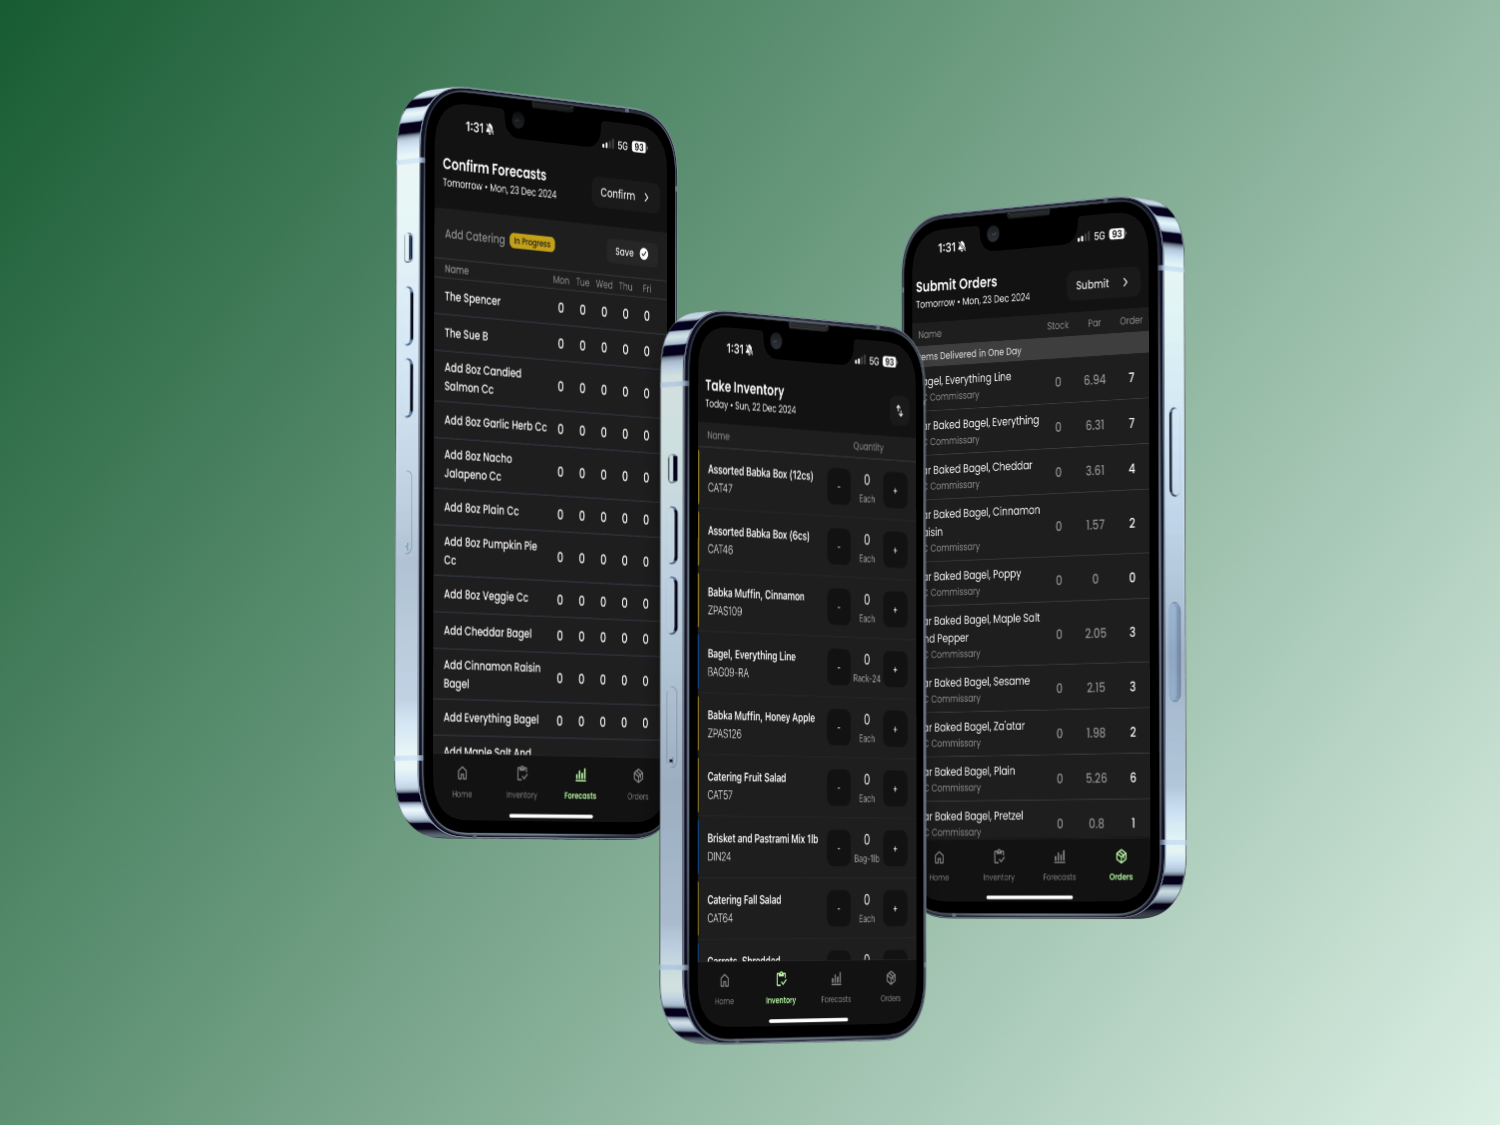 1:31
5G 93
Confirm Forecasts
Tomorrow • Mon, 23 Dec 2024
Confirm
Add Catering In Progress
Save
Name Mon Tue Wed Thu Fri
The Spencer 0 0 0 0 0
The Sue B 0 0 0 0 0
Add 8oz Candied
Salmon Cc 0 0 0 0 0
Add 8oz Garlic Herb Cc 0 0 0 0 0
Add 8oz Nacho
Jalapeno Cc 0 0 0 0 0
Add 8oz Plain Cc 0 0 0 0 0
Add 8oz Pumpkin Pie
Cc 0 0 0 0 0
Add 8oz Veggie Cc 0 0 0 0 0
Add Cheddar Bagel 0 0 0 0 0
Add Cinnamon Raisin
Bagel 0 0 0 0 0
Add Everything Bagel 0 0 0 0 0
Add Maple Salt And
Home Inventory Forecasts Orders
1:31
5G 93
Take Inventory
Today • Sun, 22 Dec 2024
Name Quantity
Assorted Babka Box (12cs)
CAT47
- 0 +
Each
Assorted Babka Box (6cs)
CAT46
- 0 +
Each
Babka Muffin, Cinnamon
ZPAS109
- 0 +
Each
Bagel, Everything Line
BAG09-RA
- 0 +
Rack-24
Babka Muffin, Honey Apple
ZPAS126
- 0 +
Each
Catering Fruit Salad
CAT57
- 0 +
Each
Brisket and Pastrami Mix 1lb
DIN24
- 0 +
Bag-1lb
Catering Fall Salad
CAT64
- 0 +
Each
Carrots, Shredded
0
Home Inventory Forecasts Orders
1:31
5G 93
Submit Orders
Tomorrow • Mon, 23 Dec 2024
Submit
Name Stock Par Order
ems Delivered in One Day
agel, Everything Line 0 6.94 7
C Commissary
ar Baked Bagel, Everything 0 6.31 7
C Commissary
ar Baked Bagel, Cheddar 0 3.61 4
C Commissary
ar Baked Bagel, Cinnamon
aisin 0 1.57 2
C Commissary
ar Baked Bagel, Poppy 0 0 0
C Commissary
ar Baked Bagel, Maple Salt
nd Pepper 0 2.05 3
C Commissary
ar Baked Bagel, Sesame 0 2.15 3
C Commissary
ar Baked Bagel, Za'atar 0 1.98 2
C Commissary
ar Baked Bagel, Plain 0 5.26 6
C Commissary
ar Baked Bagel, Pretzel 0 0.8 1
C Commissary
Home Inventory Forecasts Orders